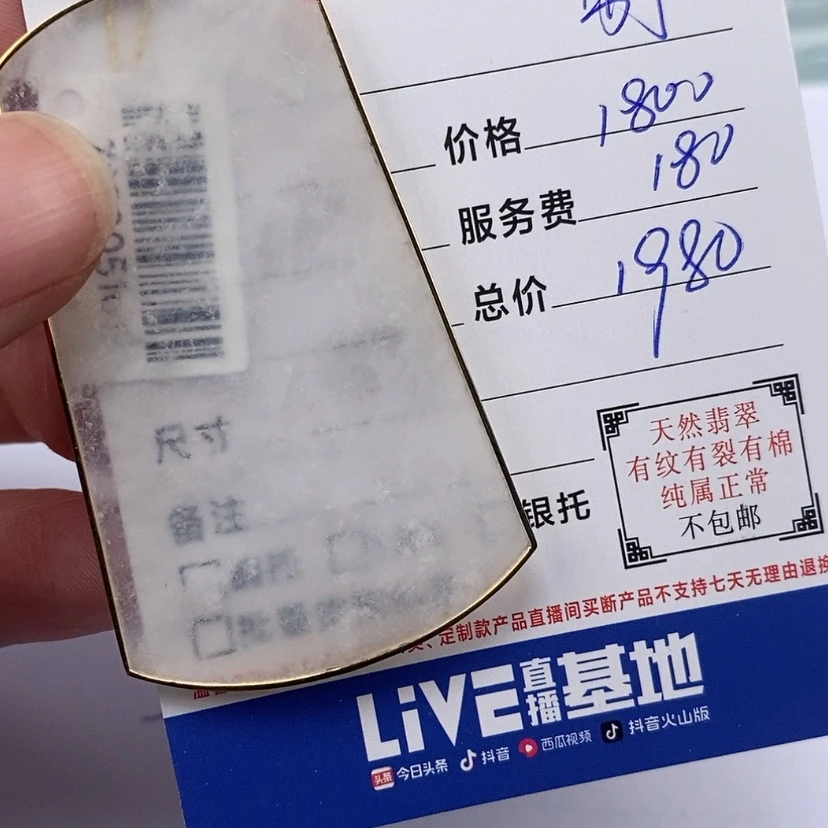 价格 1800
服务费 180
总价 1980
尺寸
备注
银托
天然翡翠
有纹有裂有棉
纯属正常
不包邮
、定制款产品直播间买断产品不支持七天无理由退换
LiVE直播基地
头条 今日头条 抖音 西瓜视频 抖音火山版